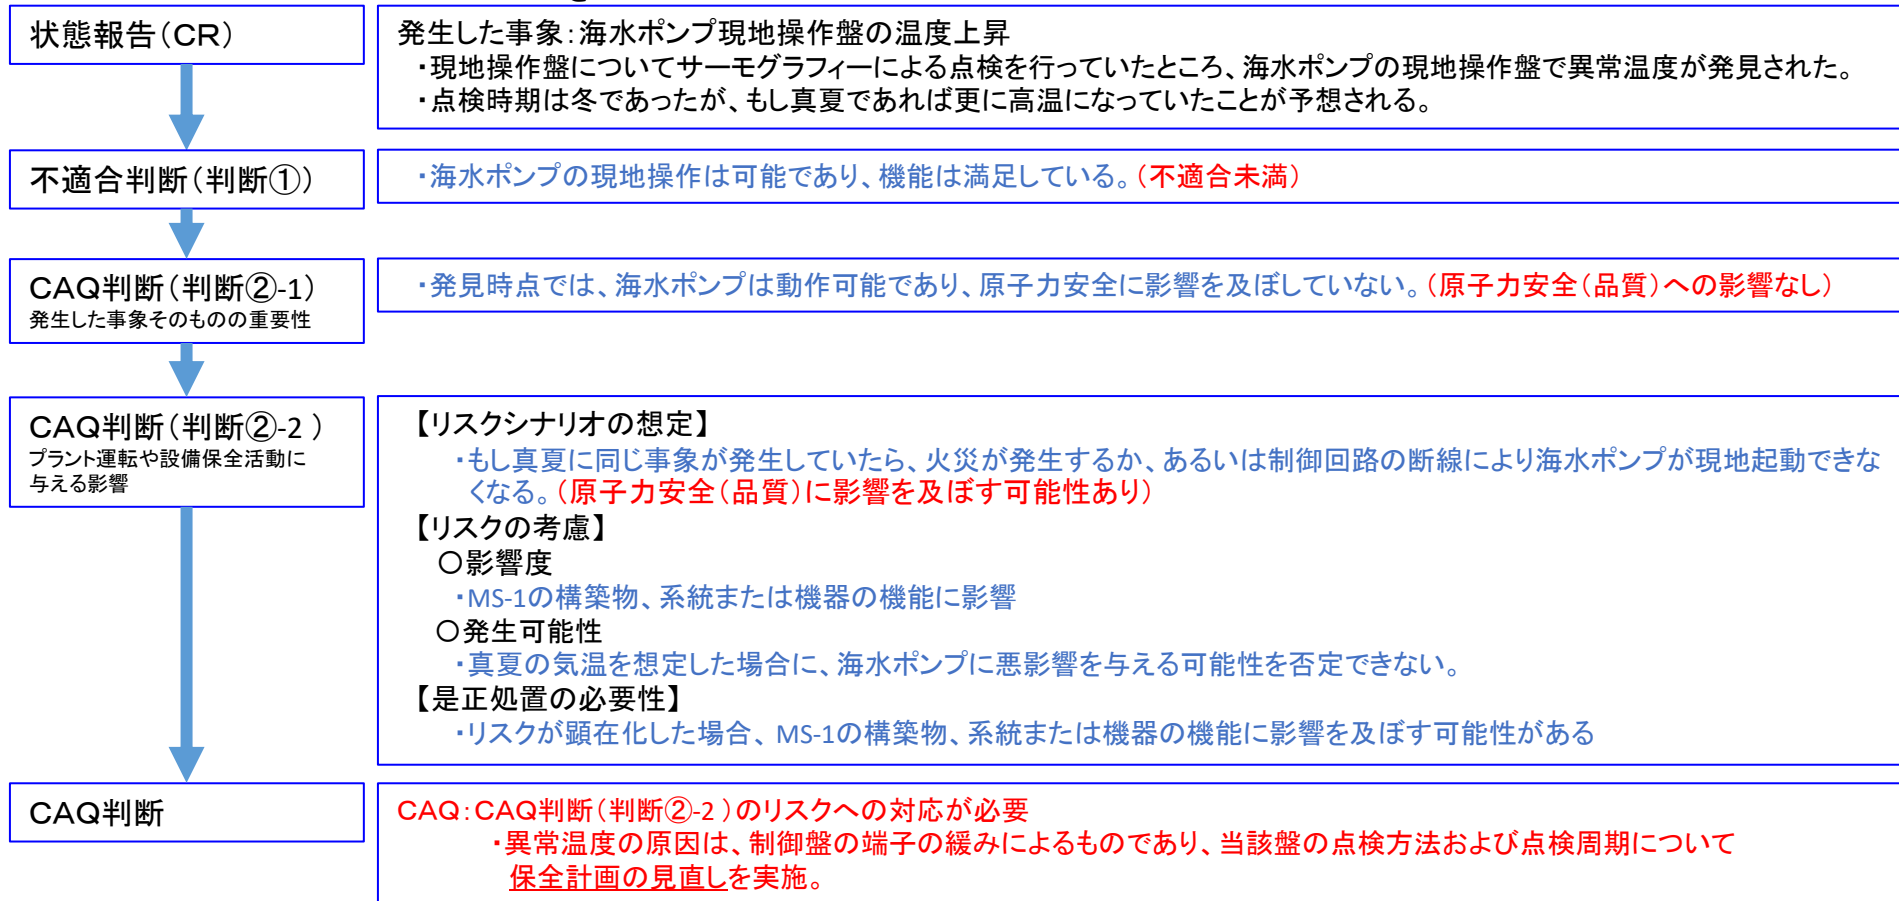 状態報告(CR)
発生した事象:海水ポンプ現地操作盤の温度上昇
・現地操作盤についてサーモグラフィーによる点検を行っていたところ、海水ポンプの現地操作盤で異常温度が発見された。
・点検時期は冬であったが、もし真夏であれば更に高温になっていたことが予想される。
不適合判断(判断①)
・海水ポンプの現地操作は可能であり、機能は満足している。(不適合未満)
CAQ判断(判断②-1)
発生した事象そのものの重要性
・発見時点では、海水ポンプは動作可能であり、原子力安全に影響を及ぼしていない。(原子力安全(品質)への影響なし)
CAQ判断(判断②-2 )
プラント運転や設備保全活動に
与える影響
【リスクシナリオの想定】
・もし真夏に同じ事象が発生していたら、火災が発生するか、あるいは制御回路の断線により海水ポンプが現地起動できな
くなる。(原子力安全(品質)に影響を及ぼす可能性あり)
【リスクの考慮】
〇影響度
・MS-1の構築物、系統または機器の機能に影響
〇発生可能性
・真夏の気温を想定した場合に、海水ポンプに悪影響を与える可能性を否定できない。
【是正処置の必要性】
・リスクが顕在化した場合、MS-1の構築物、系統または機器の機能に影響を及ぼす可能性がある
CAQ判断
CAQ:CAQ判断(判断②-2 )のリスクへの対応が必要
・異常温度の原因は、制御盤の端子の緩みによるものであり、当該盤の点検方法および点検周期について
保全計画の見直しを実施。